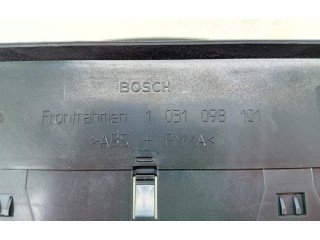 BOSCH
Frontrahmen 1 031 098 101
>ABS + PMMA<